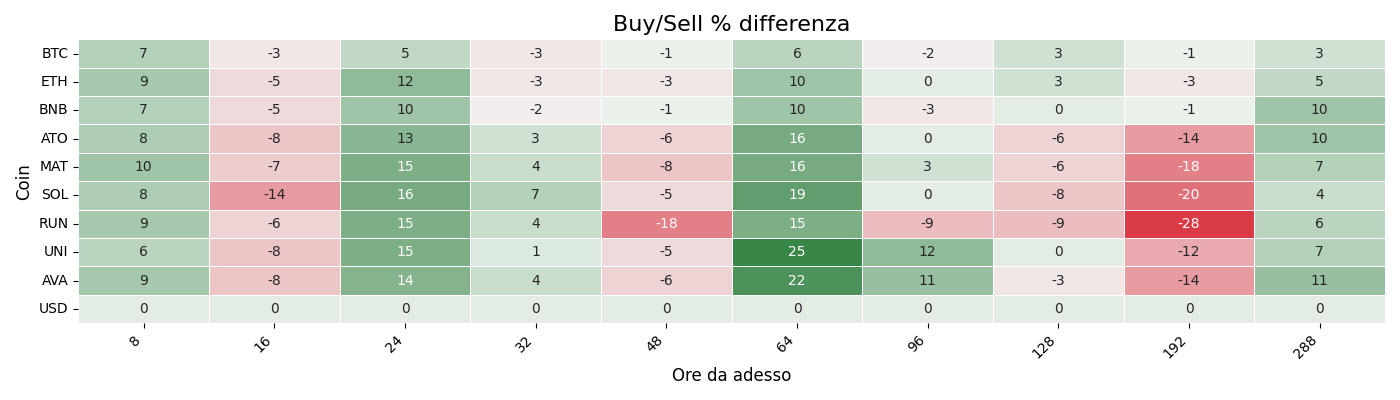 Buy/Sell % differenza
Coin
BTC 7 -3 5 -3 -1 6 -2 3 -1 3
ETH 9 -5 12 -3 -3 10 0 3 -3 5
BNB 7 -5 10 -2 -1 10 -3 0 -1 10
ATO 8 -8 13 3 -6 16 0 -6 -14 10
MAT 10 -7 15 4 -8 16 3 -6 -18 7
SOL 8 -14 16 7 -5 19 0 -8 -20 4
RUN 9 -6 15 4 -18 15 -9 -9 -28 6
UNI 6 -8 15 1 -5 25 12 0 -12 7
AVA 9 -8 14 4 -6 22 11 -3 -14 11
USD 0 0 0 0 0 0 0 0 0 0
8 16 24 32 48 64 96 128 192 288
Ore da adesso